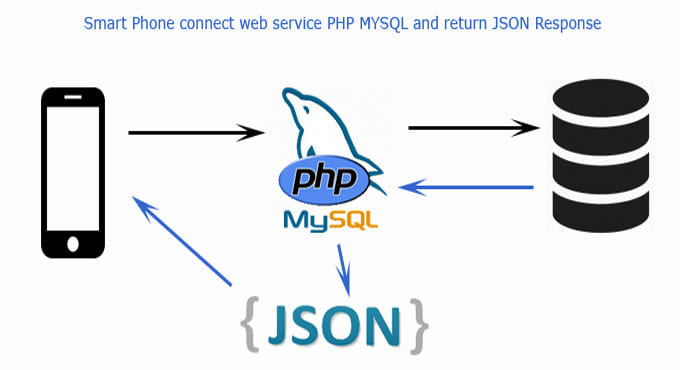 Smart Phone connect web service PHP MYSQL and return JSON Response
php
MySQL
{JSON}